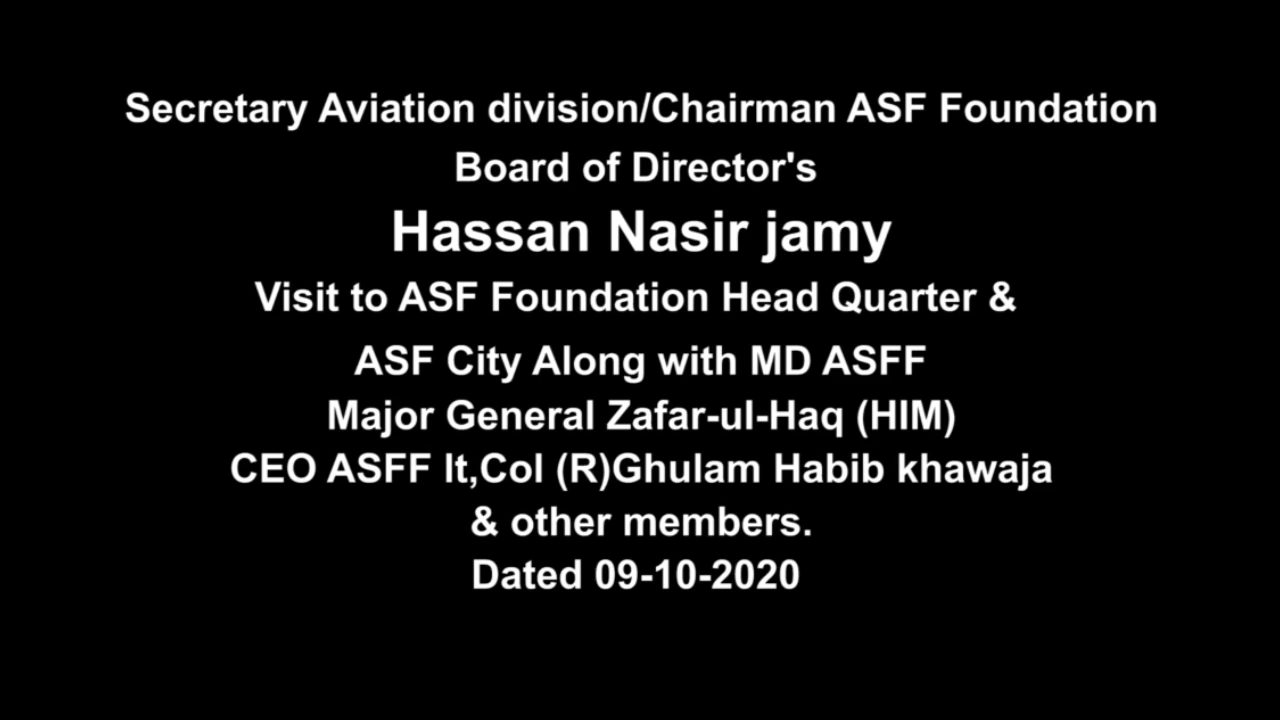 Secretary Aviation division/Chairman ASF Foundation
Board of Director's
Hassan Nasir jamy
Visit to ASF Foundation Head Quarter &
ASF City Along with MD ASFF
Major General Zafar-ul-Haq (HIM)
CEO ASFF lt,Col (R)Ghulam Habib khawaja
& other members.
Dated 09-10-2020